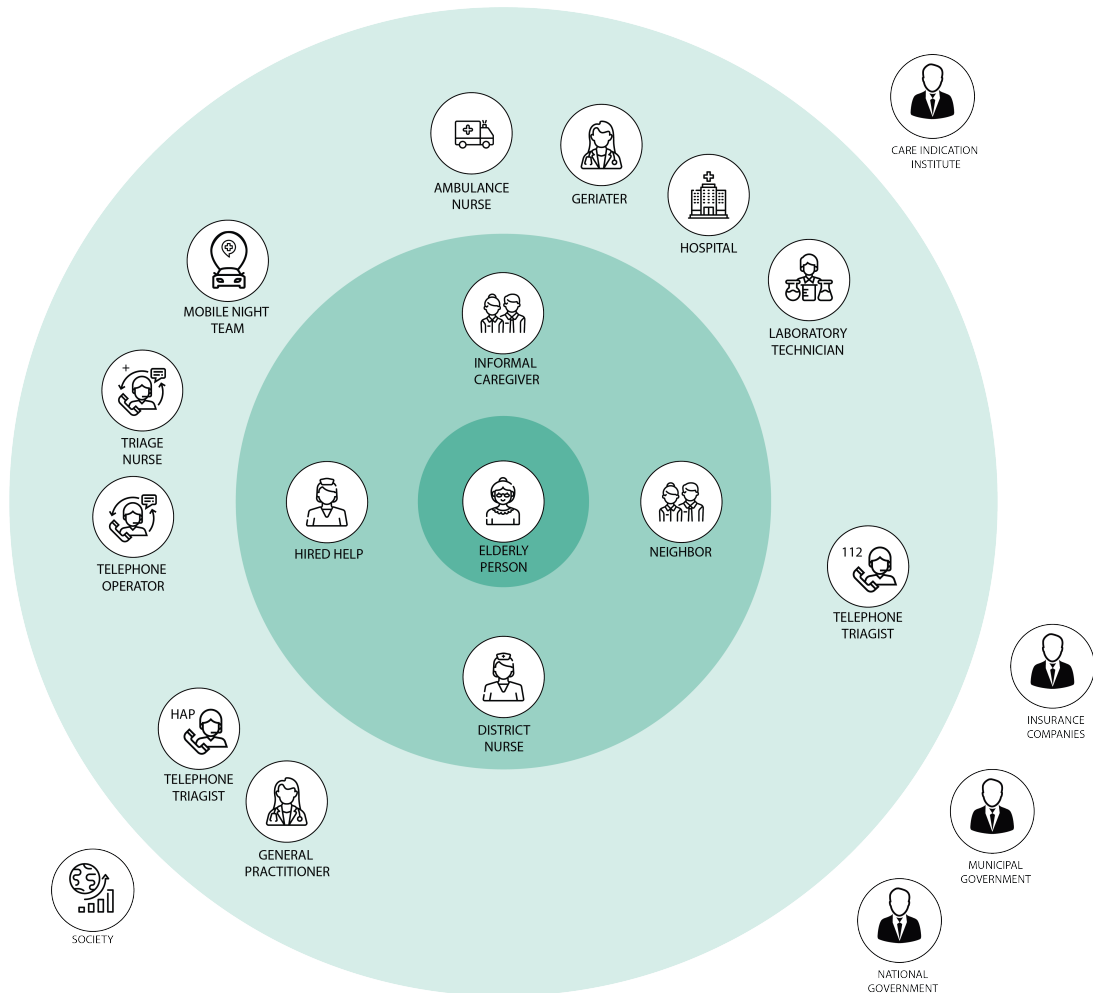 CARE INDICATION
INSTITUTE
AMBULANCE
NURSE
GERIATER
HOSPITAL
MOBILE NIGHT
TEAM
LABORATORY
TECHNICIAN
INFORMAL
CAREGIVER
TRIAGE
NURSE
HIRED HELP
ELDERLY
PERSON
NEIGHBOR
TELEPHONE
OPERATOR
112
TELEPHONE
TRIAGIST
DISTRICT
NURSE
INSURANCE
COMPANIES
HAP
TELEPHONE
TRIAGIST
GENERAL
PRACTITIONER
MUNICIPAL
GOVERNMENT
SOCIETY
NATIONAL
GOVERNMENT